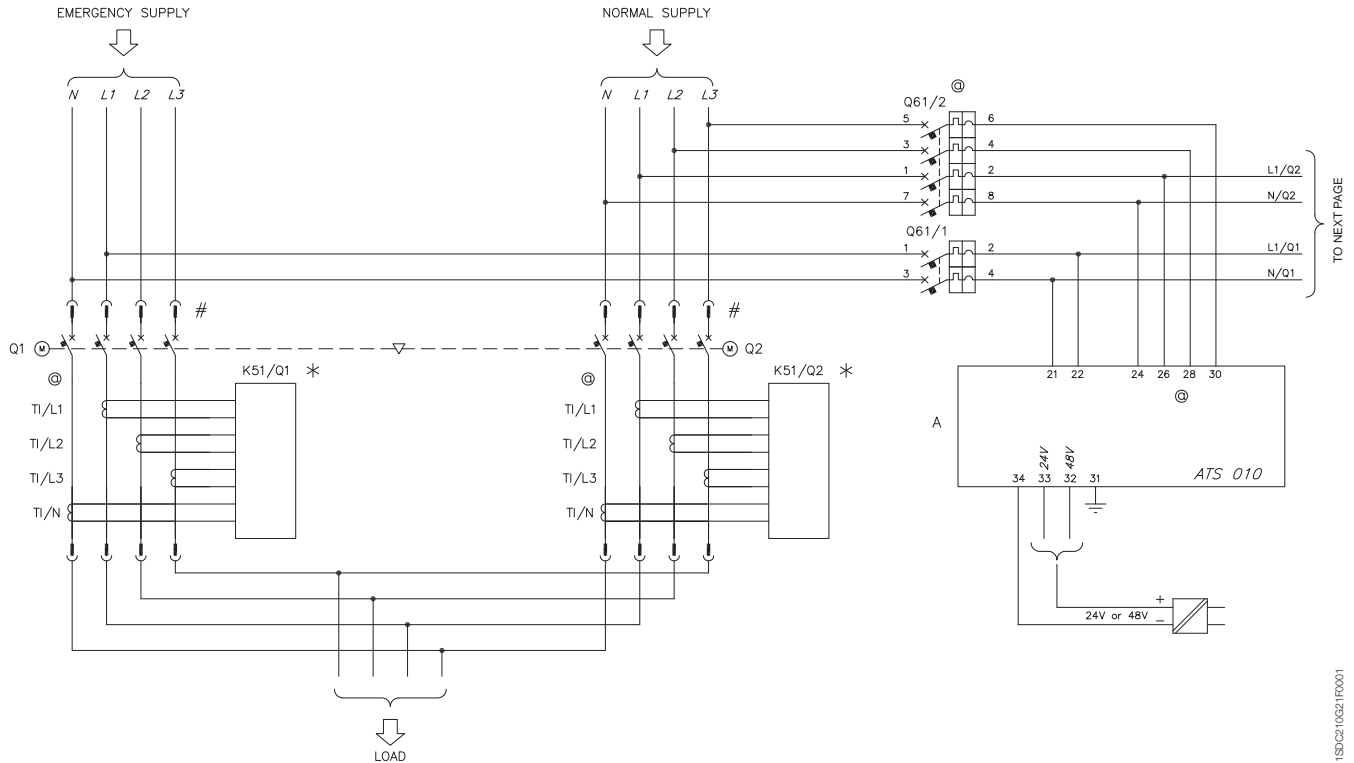 EMERGENCY SUPPLY
NORMAL SUPPLY
N L1 L2 L3
N L1 L2 L3
@
Q61/2
5 6
3 4
1 2 L1/Q2
7 8 N/Q2
Q61/1
1 2 L1/Q1
3 4 N/Q1
TO NEXT PAGE
# #
Q1 M M Q2
@ K51/Q1 * @ K51/Q2 *
21 22 24 26 28 30
@
TI/L1 TI/L1
A
TI/L2 TI/L2
TI/L3 TI/L3
24V 48V
ATS 010
34 33 32 31
TI/N TI/N
+
24V or 48V −
LOAD
1SDC210G21F0001